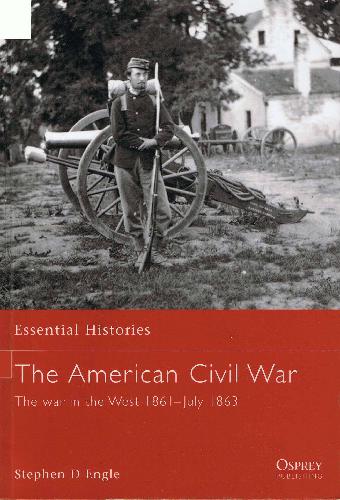 Essential Histories
The American Civil War
The war in the West 1861–July 1863
Stephen D Engle
OSPREY
PUBLISHING